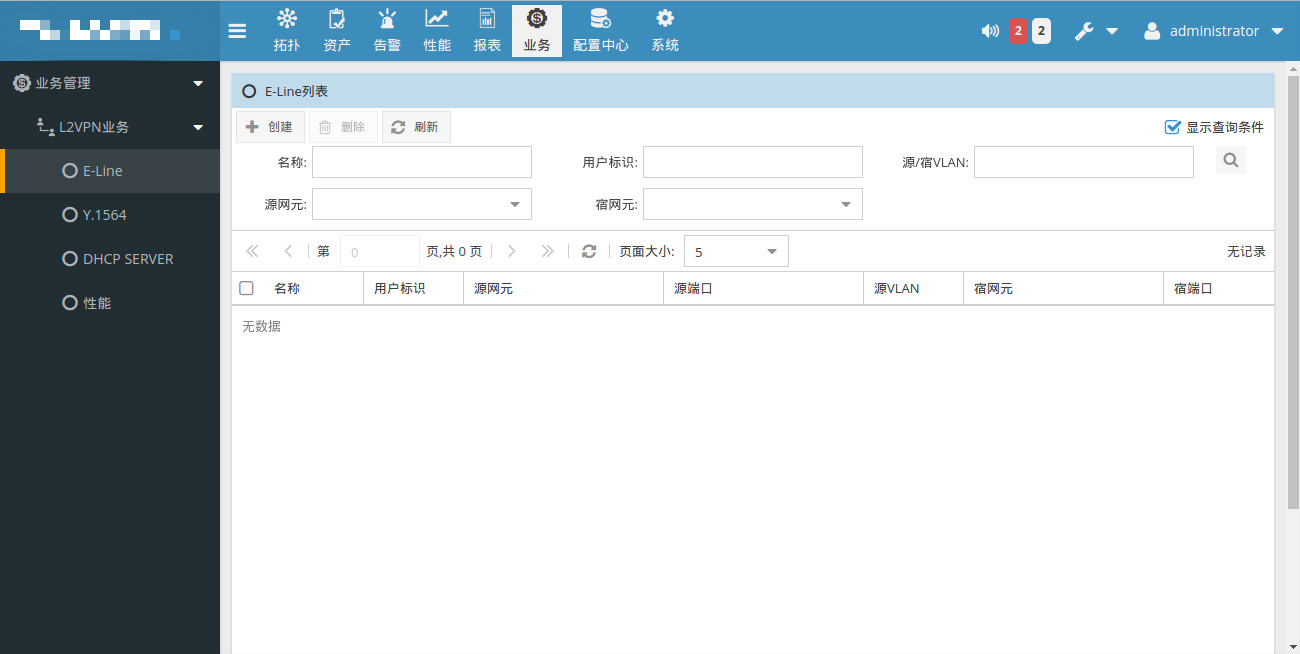 拓扑 资产 告警 性能 报表 业务 配置中心 系统 2 2 administrator
业务管理
L2VPN业务
E-Line
Y.1564
DHCP SERVER
性能
E-Line列表
创建 删除 刷新 显示查询条件
名称: 用户标识: 源/宿VLAN:
源网元: 宿网元:
第 0 页,共 0 页 页面大小: 5 无记录
名称 用户标识 源网元 源端口 源VLAN 宿网元 宿端口
无数据